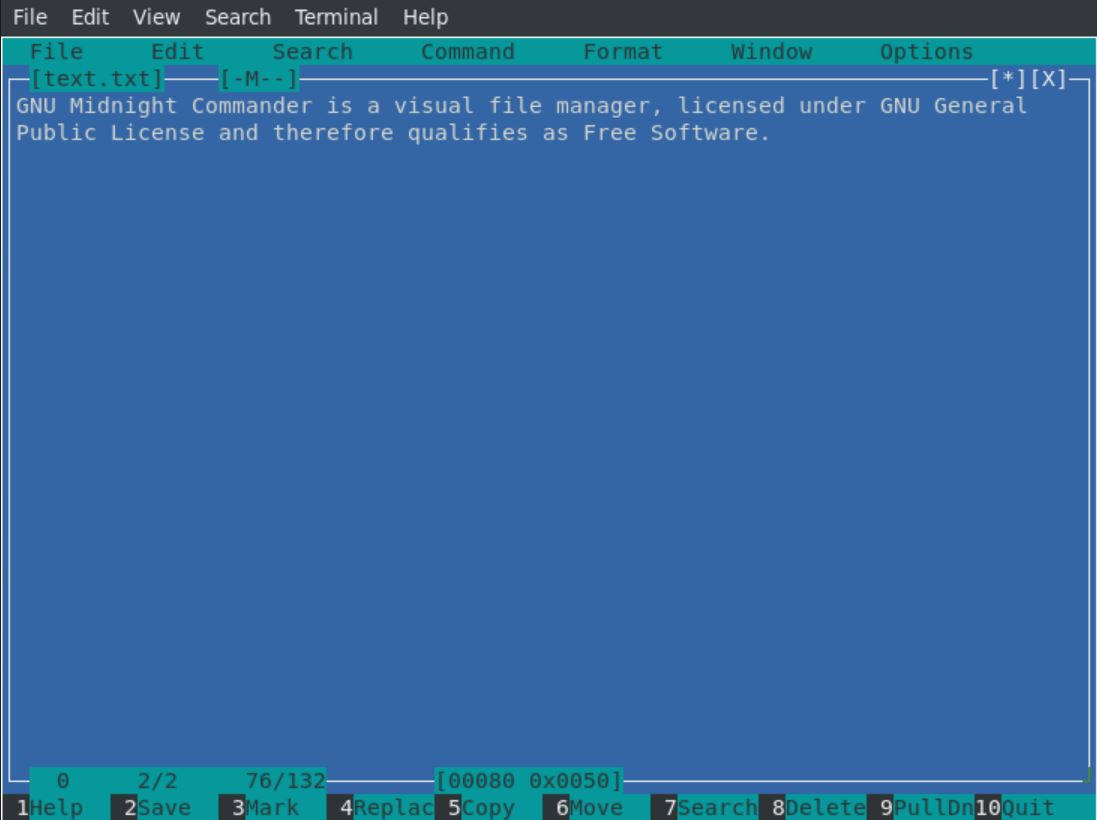 File Edit View Search Terminal Help
File Edit Search Command Format Window Options
[text.txt] [-M--] [*][X]
GNU Midnight Commander is a visual file manager, licensed under GNU General
Public License and therefore qualifies as Free Software.
0 2/2 76/132 [00080 0x0050]
1Help 2Save 3Mark 4Replac 5Copy 6Move 7Search 8Delete 9PullDn 10Quit